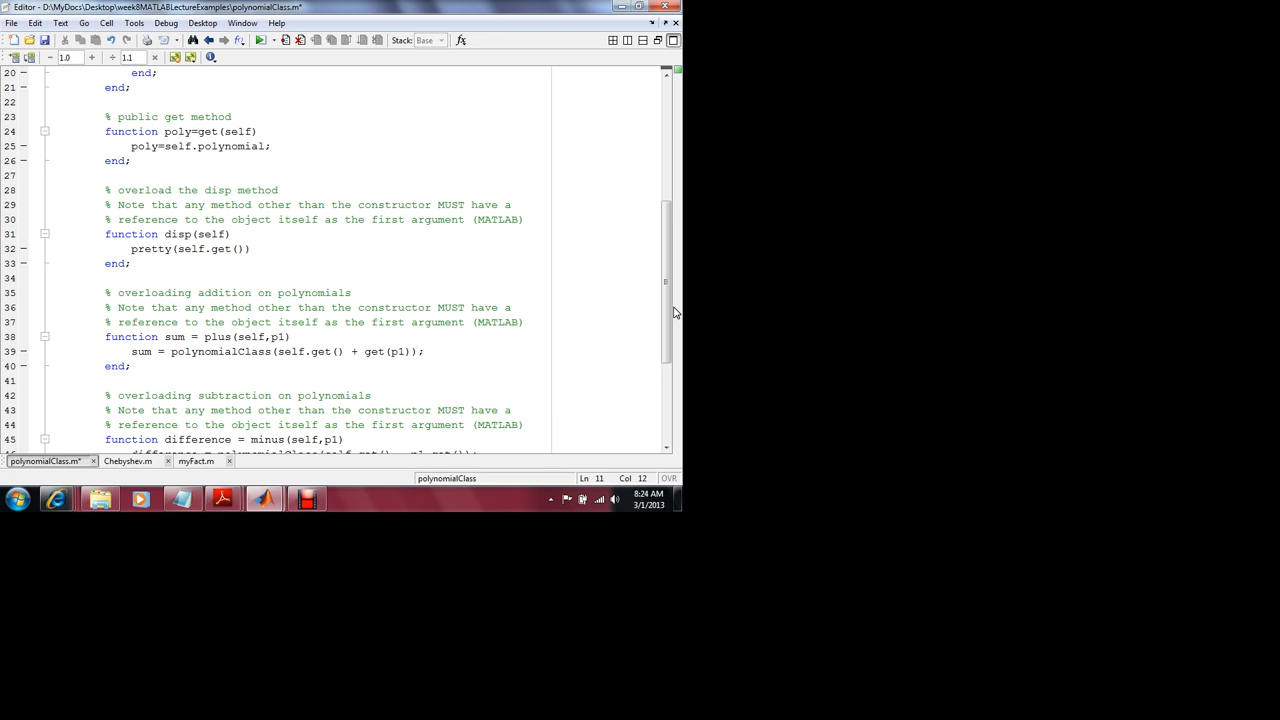 Editor - D:\MyDocs\Desktop\week8MATLABLectureExamples\polynomialClass.m*
File Edit Text Go Cell Tools Debug Desktop Window Help
Stack: Base
1.0 1.1
20 end;
21 end;
22
23 % public get method
24 function poly=get(self)
25 poly=self.polynomial;
26 end;
27
28 % overload the disp method
29 % Note that any method other than the constructor MUST have a
30 % reference to the object itself as the first argument (MATLAB)
31 function disp(self)
32 pretty(self.get())
33 end;
34
35 % overloading addition on polynomials
36 % Note that any method other than the constructor MUST have a
37 % reference to the object itself as the first argument (MATLAB)
38 function sum = plus(self,p1)
39 sum = polynomialClass(self.get() + get(p1));
40 end;
41
42 % overloading subtraction on polynomials
43 % Note that any method other than the constructor MUST have a
44 % reference to the object itself as the first argument (MATLAB)
45 function difference = minus(self,p1)
polynomialClass.m* Chebyshev.m myFact.m
polynomialClass Ln 11 Col 12 OVR
8:24 AM
3/1/2013